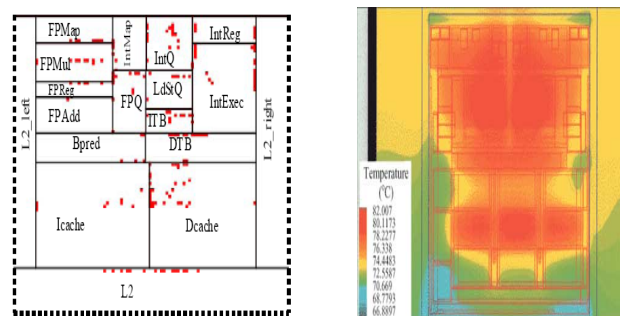 FPMap
IntMap
IntReg
FPMul
IntQ
FPReg
FPQ
LdStQ
IntExec
FPAdd
ITB
L2_left
L2_right
Bpred
DTB
Icache
Dcache
L2
Temperature
(°C)
82.007
80.1173
78.2277
76.338
74.4483
72.5587
70.669
68.7793
66.8897